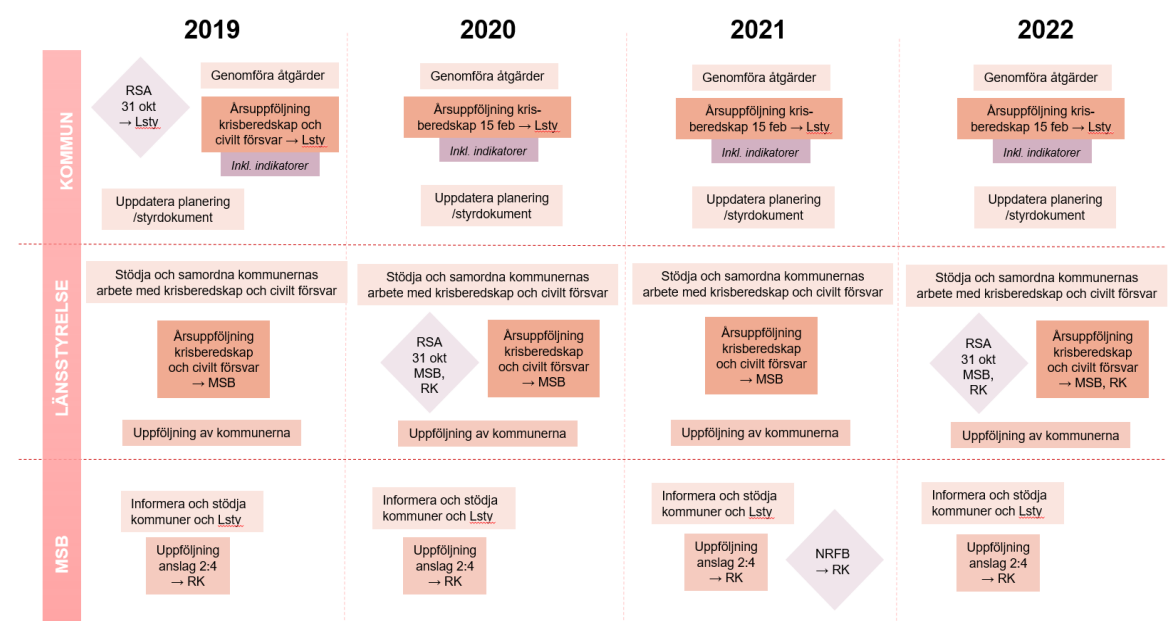 2019
2020
2021
2022
KOMMUN
RSA
31 okt
→ Lsty
Genomföra åtgärder
Årsuppföljning
krisberedskap och
civilt försvar → Lsty
Inkl. indikatorer
Uppdatera planering
/styrdokument
Genomföra åtgärder
Årsuppföljning kris-
beredskap 15 feb → Lsty
Inkl. indikatorer
Uppdatera planering
/styrdokument
Genomföra åtgärder
Årsuppföljning kris-
beredskap 15 feb → Lsty
Inkl. indikatorer
Uppdatera planering
/styrdokument
Genomföra åtgärder
Årsuppföljning kris-
beredskap 15 feb → Lsty
Inkl. indikatorer
Uppdatera planering
/styrdokument
LÄNSSTYRELSE
Stödja och samordna kommunernas
arbete med krisberedskap och civilt försvar
Årsuppföljning
krisberedskap
och civilt försvar
→ MSB
Uppföljning av kommunerna
Stödja och samordna kommunernas
arbete med krisberedskap och civilt försvar
RSA
31 okt
MSB,
RK
Årsuppföljning
krisberedskap
och civilt försvar
→ MSB
Uppföljning av kommunerna
Stödja och samordna kommunernas
arbete med krisberedskap och civilt försvar
Årsuppföljning
krisberedskap
och civilt försvar
→ MSB
Uppföljning av kommunerna
Stödja och samordna kommunernas
arbete med krisberedskap och civilt försvar
RSA
31 okt
MSB,
RK
Årsuppföljning
krisberedskap
och civilt försvar
→ MSB, RK
Uppföljning av kommunerna
MSB
Informera och stödja
kommuner och Lsty
Uppföljning
anslag 2:4
→ RK
Informera och stödja
kommuner och Lsty
Uppföljning
anslag 2:4
→ RK
Informera och stödja
kommuner och Lsty
Uppföljning
anslag 2:4
→ RK
NRFB
→ RK
Informera och stödja
kommuner och Lsty
Uppföljning
anslag 2:4
→ RK